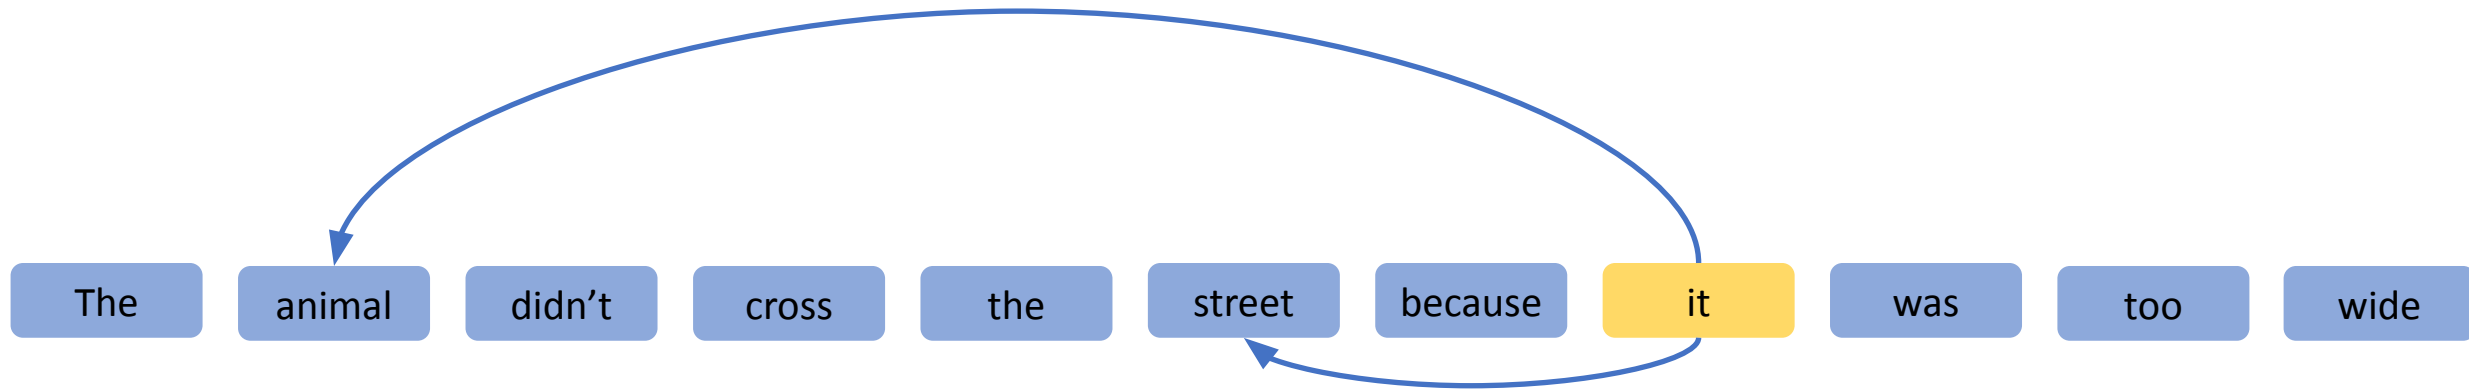 The animal didn’t cross the street because it was too wide